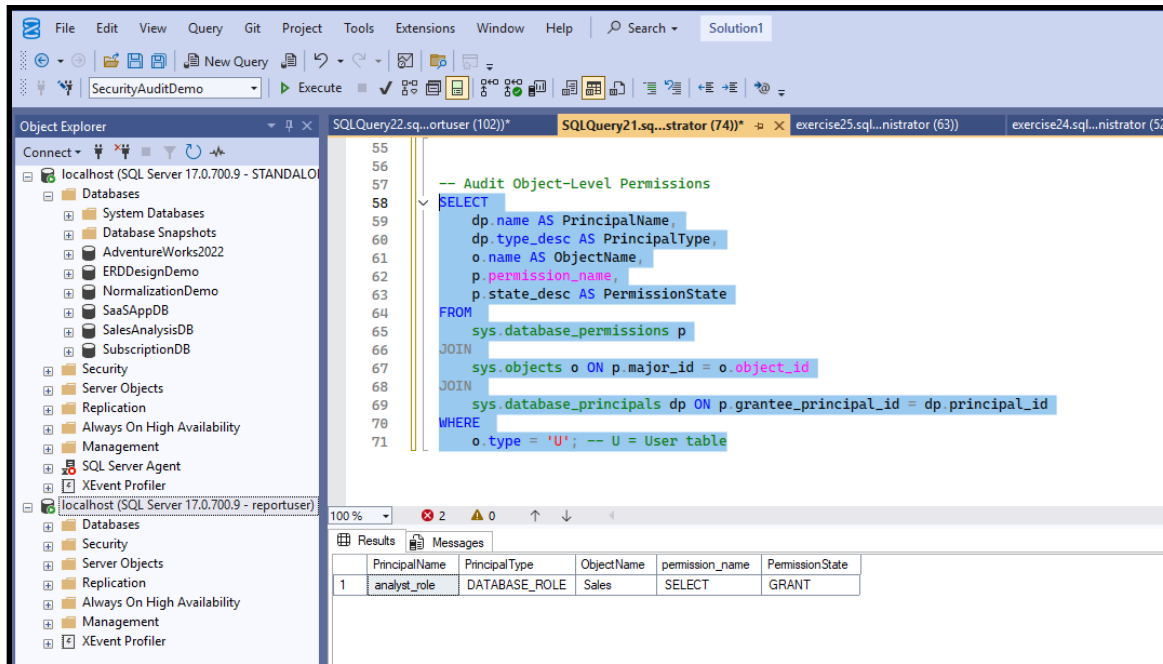 File Edit View Query Git Project Tools Extensions Window Help Search Solution1
New Query
SecurityAuditDemo Execute
Object Explorer
Connect
localhost (SQL Server 17.0.700.9 - STANDALO
Databases
System Databases
Database Snapshots
AdventureWorks2022
ERDDesignDemo
NormalizationDemo
SaaSAppDB
SalesAnalysisDB
SubscriptionDB
Security
Server Objects
Replication
Always On High Availability
Management
SQL Server Agent
XEvent Profiler
localhost (SQL Server 17.0.700.9 - reportuser)
Databases
Security
Server Objects
Replication
Always On High Availability
Management
XEvent Profiler
SQLQuery22.sq...ortuser (102))* SQLQuery21.sq...strator (74))* exercise25.sql...nistrator (63)) exercise24.sql...nistrator (52
55
56
57 -- Audit Object-Level Permissions
58 SELECT
59 dp.name AS PrincipalName,
60 dp.type_desc AS PrincipalType,
61 o.name AS ObjectName,
62 p.permission_name,
63 p.state_desc AS PermissionState
64 FROM
65 sys.database_permissions p
66 JOIN
67 sys.objects o ON p.major_id = o.object_id
68 JOIN
69 sys.database_principals dp ON p.grantee_principal_id = dp.principal_id
70 WHERE
71 o.type = 'U'; -- U = User table
100 % 2 0
Results Messages
PrincipalName PrincipalType ObjectName permission_name PermissionState
1 analyst_role DATABASE_ROLE Sales SELECT GRANT